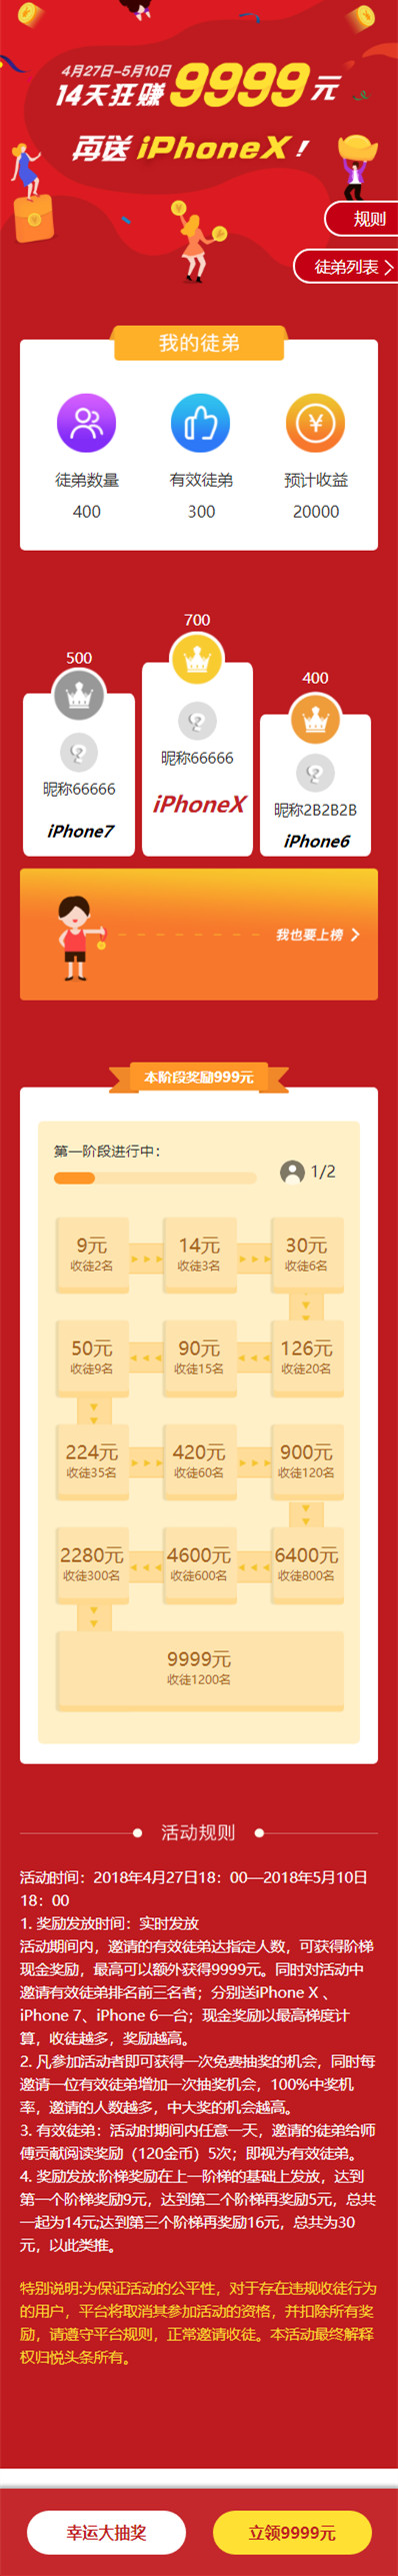 4月27日-5月10日
14天狂赚9999元
再送 iPhoneX！
规则
徒弟列表
我的徒弟
徒弟数量 有效徒弟 预计收益
400 300 20000
700
500
400
昵称66666
昵称66666
昵称2B2B2B
iPhoneX
iPhone7
iPhone6
我也要上榜
本阶段奖励999元
第一阶段进行中：
1/2
9元 14元 30元
收徒2名 收徒3名 收徒6名
50元 90元 126元
收徒9名 收徒15名 收徒20名
224元 420元 900元
收徒35名 收徒60名 收徒120名
2280元 4600元 6400元
收徒300名 收徒600名 收徒800名
9999元
收徒1200名
活动规则
活动时间：2018年4月27日18：00—2018年5月10日
18：00
1. 奖励发放时间：实时发放
活动期间内，邀请的有效徒弟达指定人数，可获得阶梯
现金奖励，最高可以额外获得9999元。同时对活动中
邀请有效徒弟排名前三名者；分别送iPhone X 、
iPhone 7、iPhone 6一台；现金奖励以最高梯度计
算，收徒越多，奖励越高。
2. 凡参加活动者即可获得一次免费抽奖的机会，同时每
邀请一位有效徒弟增加一次抽奖机会，100%中奖机
率，邀请的人数越多，中大奖的机会越高。
3. 有效徒弟：活动时期间内任意一天，邀请的徒弟给师
傅贡献阅读奖励（120金币）5次；即视为有效徒弟。
4. 奖励发放:阶梯奖励在上一阶梯的基础上发放，达到
第一个阶梯奖励9元，达到第二个阶梯再奖励5元，总共
一起为14元;达到第三个阶梯再奖励16元，总共为30
元，以此类推。
特别说明:为保证活动的公平性，对于存在违规收徒行为
的用户，平台将取消其参加活动的资格，并扣除所有奖
励，请遵守平台规则，正常邀请收徒。本活动最终解释
权归悦头条所有。
幸运大抽奖
立领9999元